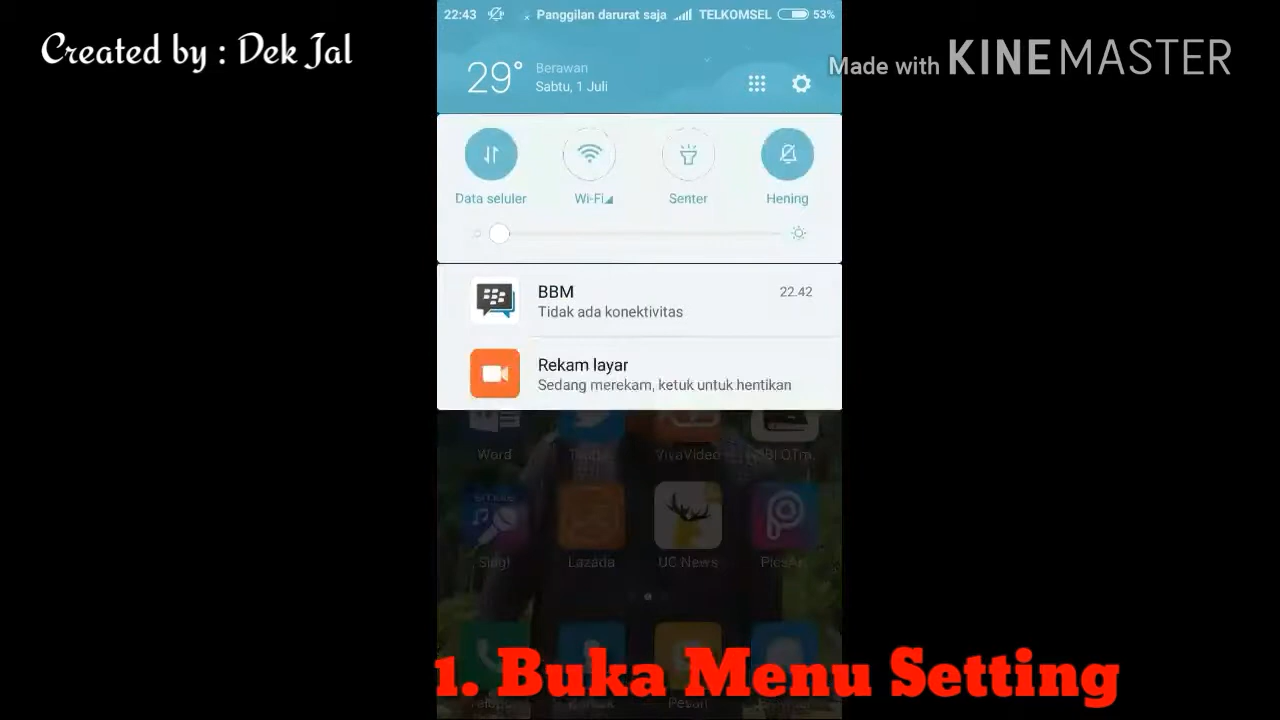 22:43 Panggilan darurat saja TELKOMSEL 53%
Created by : Dek Jal
Made with KINEMASTER
29° Berawan
Sabtu, 1 Juli
Data seluler Wi-Fi Senter Hening
BBM 22.42
Tidak ada konektivitas
Rekam layar
Sedang merekam, ketuk untuk hentikan
Word VivaVideo
Sing! Lazada UC News PicsAr
1. Buka Menu Setting
Pesan